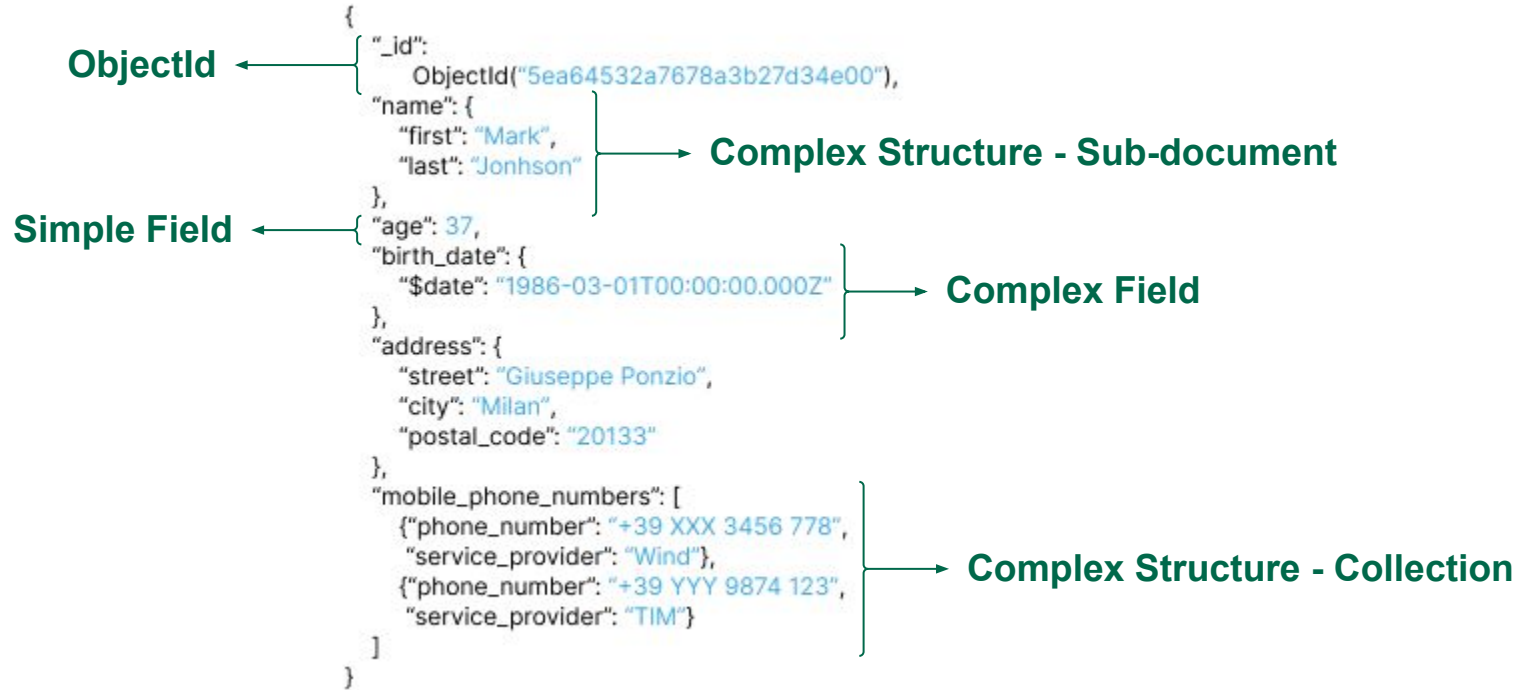 {
“_id”:
ObjectId
ObjectId(“5ea64532a7678a3b27d34e00”),
“name”: {
“first”: “Mark”,
Complex Structure - Sub-document
“last”: “Jonhson”
},
Simple Field
“age”: 37,
“birth_date”: {
“$date”: “1986-03-01T00:00:00.000Z”
Complex Field
},
“address”: {
“street”: “Giuseppe Ponzio”,
“city”: “Milan”,
“postal_code”: “20133”
},
“mobile_phone_numbers”: [
{“phone_number”: “+39 XXX 3456 778”,
“service_provider”: “Wind”},
Complex Structure - Collection
{“phone_number”: “+39 YYY 9874 123”,
“service_provider”: “TIM”}
]
}